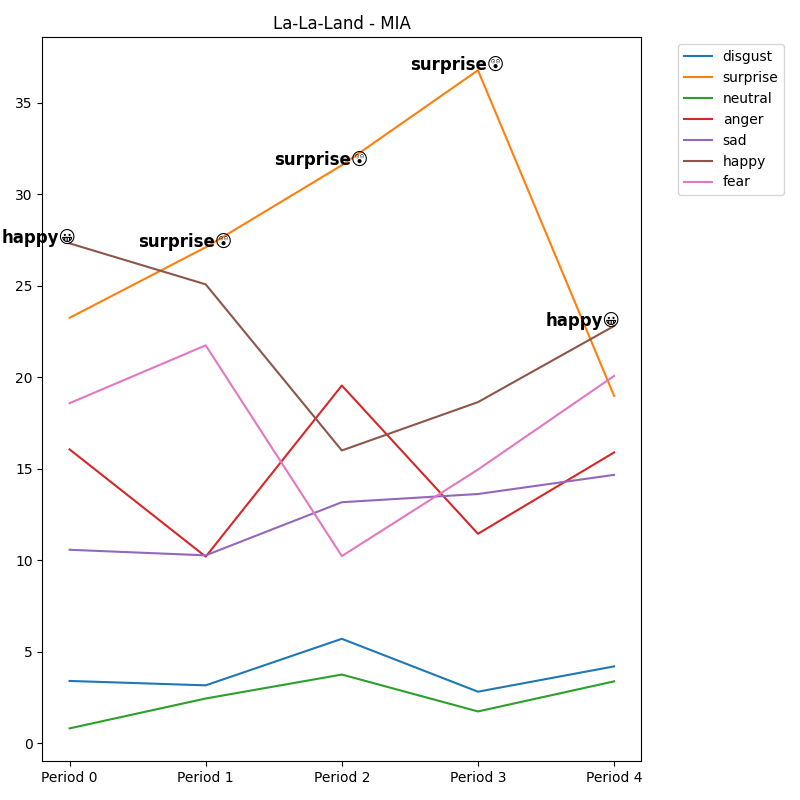 La-La-Land - MIA
surprise😲
surprise😲
surprise😲
happy😀
happy😀
35
30
25
20
15
10
5
0
Period 0 Period 1 Period 2 Period 3 Period 4
disgust
surprise
neutral
anger
sad
happy
fear